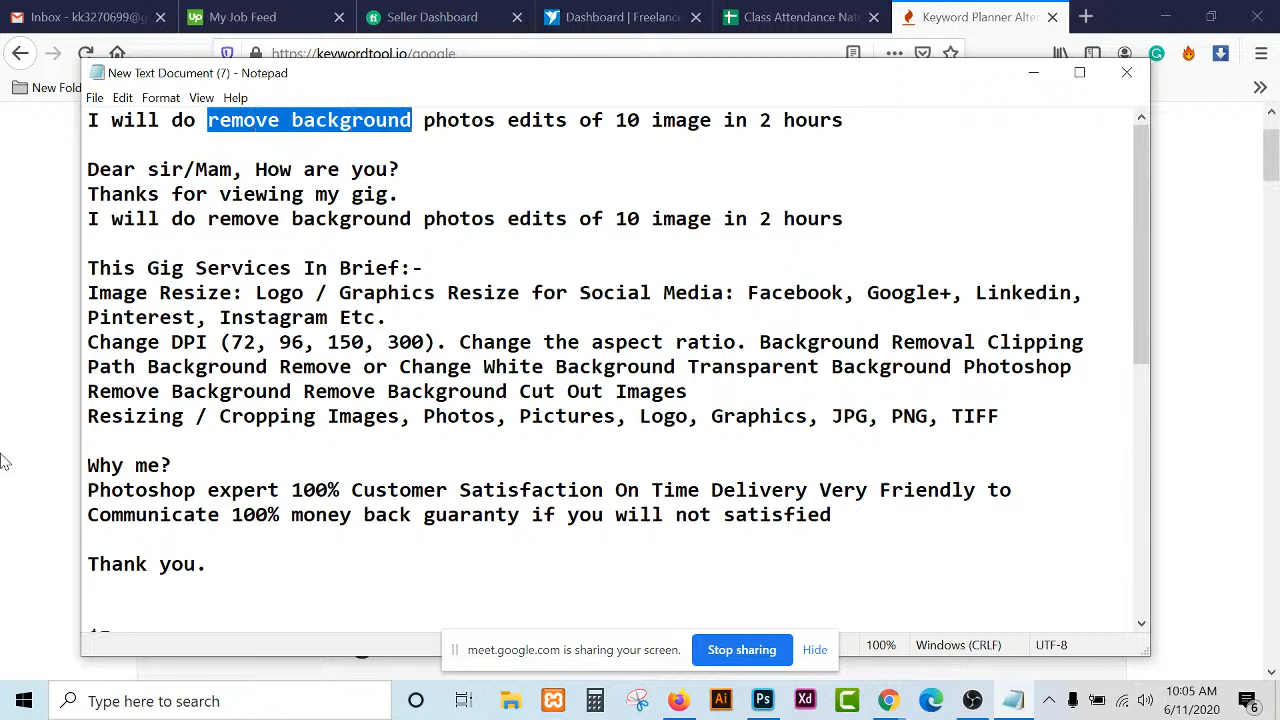 Inbox - kk3270699@g
My Job Feed
Seller Dashboard
Dashboard | Freelance
Class Attendance Nat
Keyword Planner Alte
https://keywordtool.io/google
New Fold
New Text Document (7) - Notepad
File Edit Format View Help
I will do remove background photos edits of 10 image in 2 hours
Dear sir/Mam, How are you?
Thanks for viewing my gig.
I will do remove background photos edits of 10 image in 2 hours
This Gig Services In Brief:-
Image Resize: Logo / Graphics Resize for Social Media: Facebook, Google+, Linkedin,
Pinterest, Instagram Etc.
Change DPI (72, 96, 150, 300). Change the aspect ratio. Background Removal Clipping
Path Background Remove or Change White Background Transparent Background Photoshop
Remove Background Remove Background Cut Out Images
Resizing / Cropping Images, Photos, Pictures, Logo, Graphics, JPG, PNG, TIFF
Why me?
Photoshop expert 100% Customer Satisfaction On Time Delivery Very Friendly to
Communicate 100% money back guaranty if you will not satisfied
Thank you.
meet.google.com is sharing your screen. Stop sharing Hide
100% Windows (CRLF) UTF-8
Type here to search
10:05 AM
6/11/2020
6